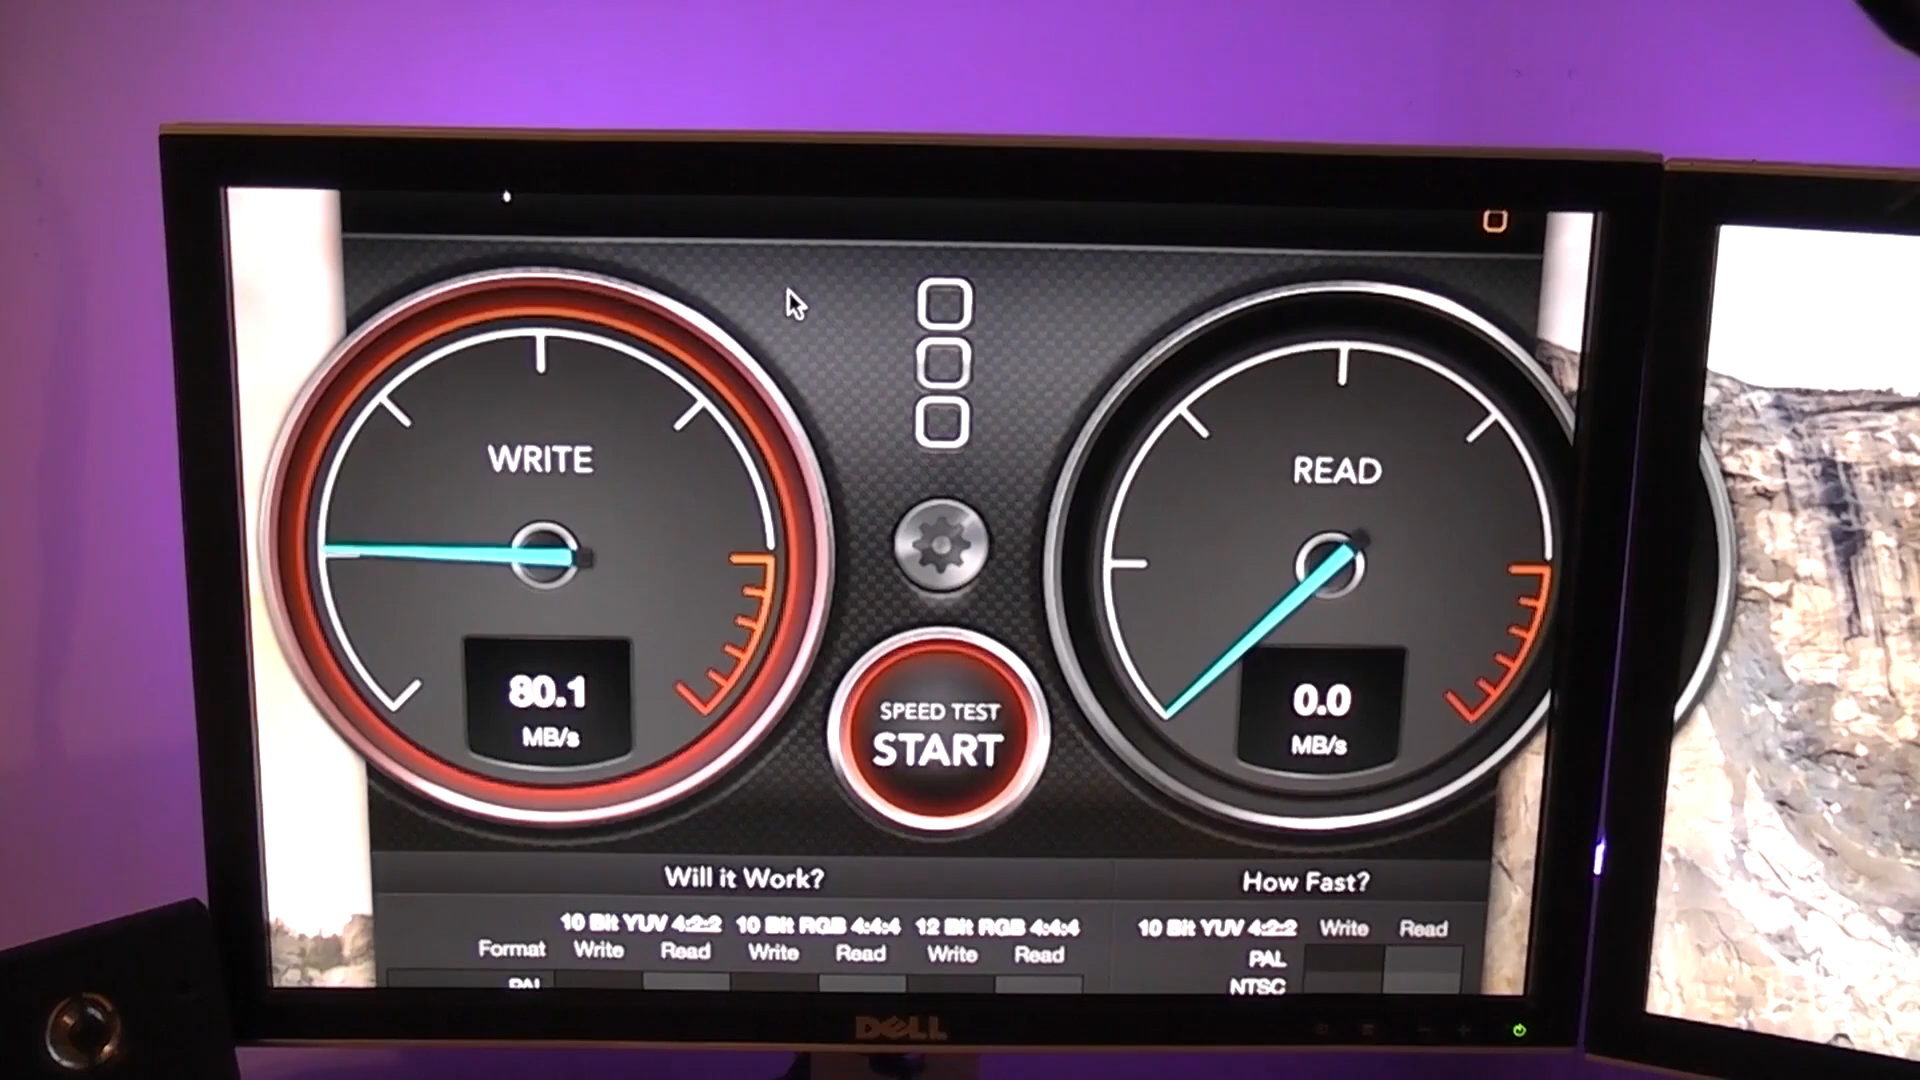 WRITE
READ
80.1
MB/s
0.0
MB/s
SPEED TEST
START
Will it Work?
How Fast?
10 Bit YUV 4:2:2 10 Bit RGB 4:4:4 12 Bit RGB 4:4:4
Format Write Read Write Read Write Read
PAL
10 Bit YUV 4:2:2 Write Read
PAL
NTSC
DELL